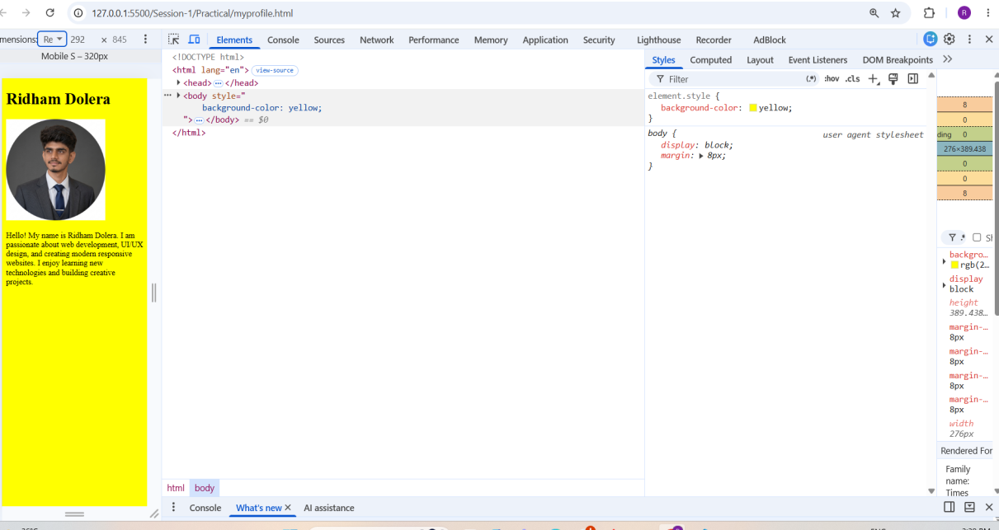 127.0.0.1:5500/Session-1/Practical/myprofile.html
R
mensions: Re 292 × 845
Elements Console Sources Network Performance Memory Application Security Lighthouse Recorder AdBlock
Mobile S – 320px
Ridham Dolera
Hello! My name is Ridham Dolera. I am
passionate about web development, UI/UX
design, and creating modern responsive
websites. I enjoy learning new
technologies and building creative
projects.
<!DOCTYPE html>
<html lang="en"> view-source
<head> ••• </head>
••• <body style="
background-color: yellow;
"> ••• </body> == $0
</html>
html body
Styles Computed Layout Event Listeners DOM Breakpoints
Filter (.*) :hov .cls
element.style {
background-color: yellow;
}
body { user agent stylesheet
display: block;
margin: 8px;
}
8
0
ding 0
276×389.438
0
0
8
.* Sh
backgro…
rgb(2…
display
block
height
389.438…
margin-…
8px
margin-…
8px
margin-…
8px
margin-…
8px
width
276px
Rendered For
Family
name:
Times
Console What's new AI assistance